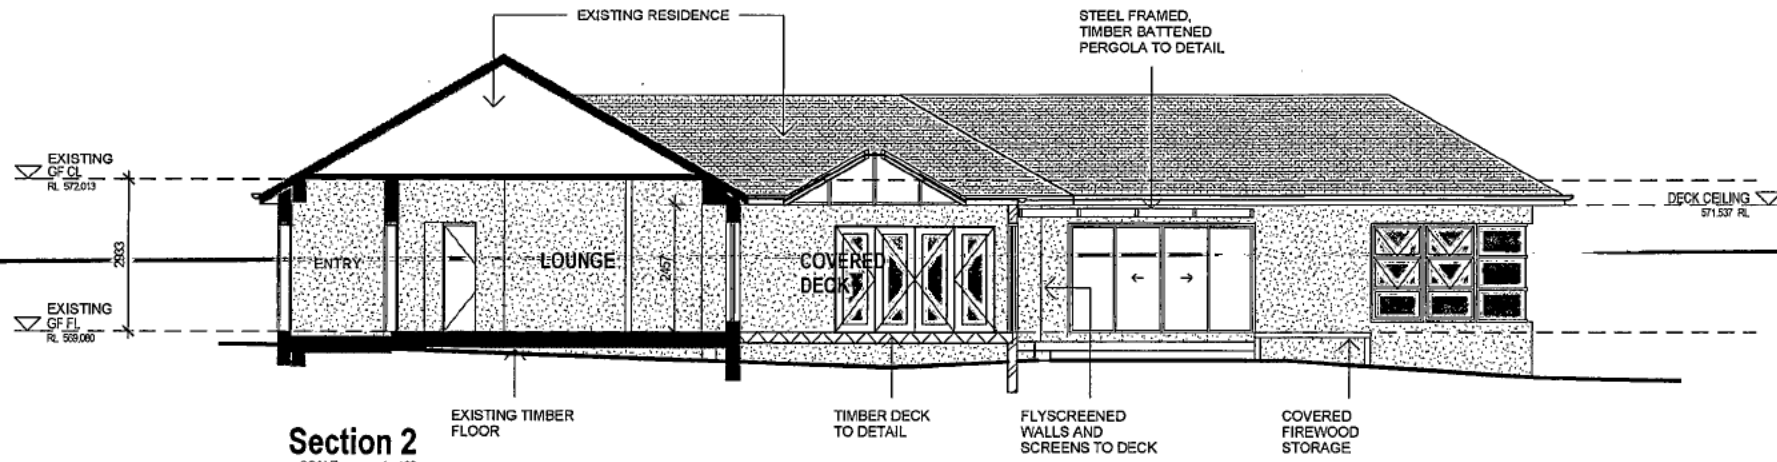 EXISTING RESIDENCE
STEEL FRAMED,
TIMBER BATTENED
PERGOLA TO DETAIL
EXISTING
GF CL
RL 572,013
DECK CEILING
571.537 RL
2933
ENTRY
LOUNGE
2457
COVERED
DECK
EXISTING
GF FL
RL 569,080
EXISTING TIMBER
FLOOR
TIMBER DECK
TO DETAIL
FLYSCREENED
WALLS AND
SCREENS TO DECK
COVERED
FIREWOOD
STORAGE
Section 2